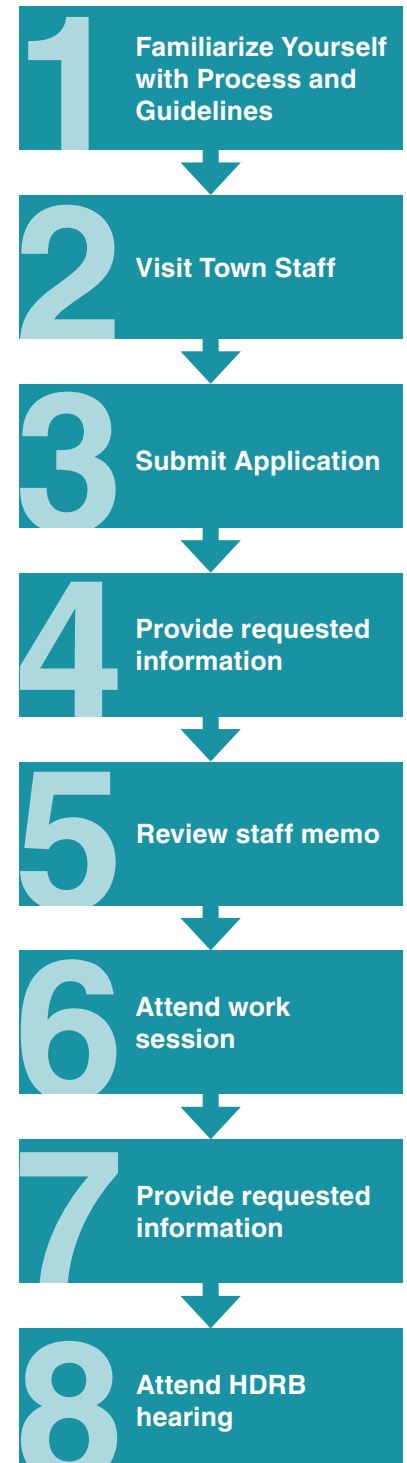 1
Familiarize Yourself
with Process and
Guidelines
2
Visit Town Staff
3
Submit Application
4
Provide requested
information
5
Review staff memo
6
Attend work
session
7
Provide requested
information
8
Attend HDRB
hearing